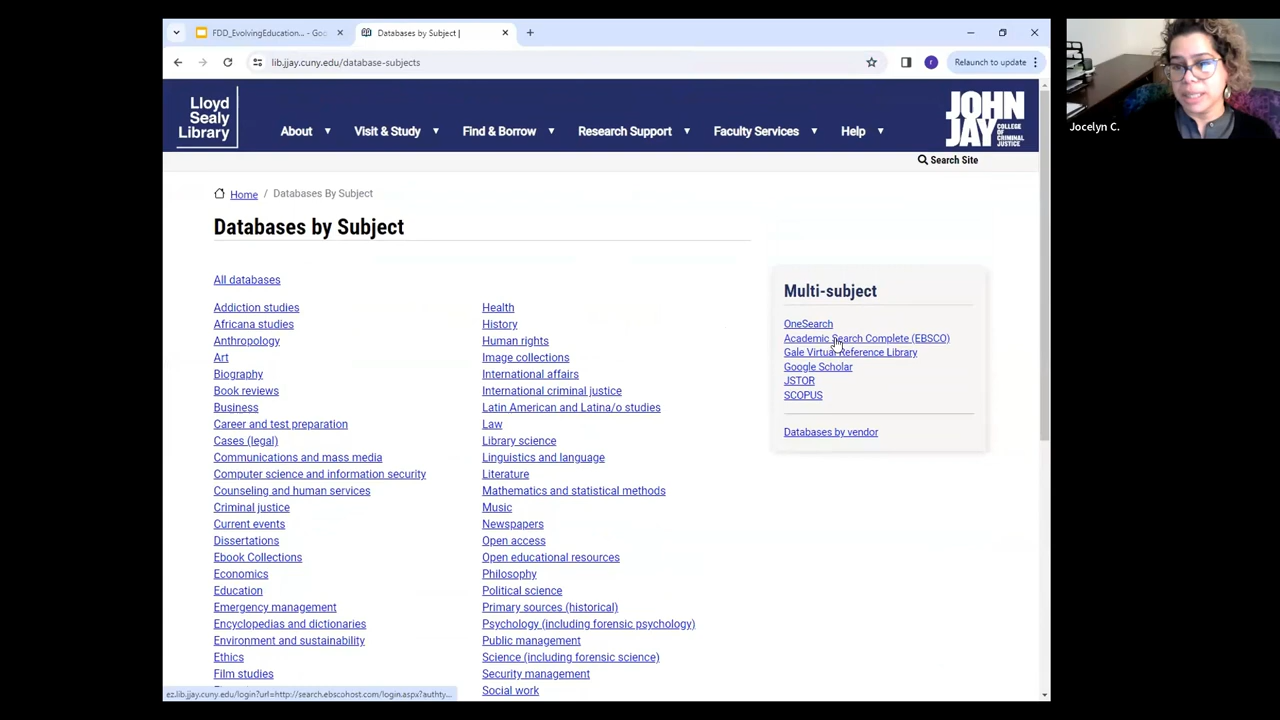 FDD_EvolvingEducation... - Goo
Databases by Subject |
lib.jjay.cuny.edu/database-subjects
Relaunch to update
Jocelyn C.
Lloyd
Sealy
Library
About
Visit & Study
Find & Borrow
Research Support
Faculty Services
Help
JOHN
JAY
COLLEGE
OF
CRIMINAL
JUSTICE
Search Site
Home / Databases By Subject
Databases by Subject
All databases
Addiction studies
Africana studies
Anthropology
Art
Biography
Book reviews
Business
Career and test preparation
Cases (legal)
Communications and mass media
Computer science and information security
Counseling and human services
Criminal justice
Current events
Dissertations
Ebook Collections
Economics
Education
Emergency management
Encyclopedias and dictionaries
Environment and sustainability
Ethics
Film studies
Health
History
Human rights
Image collections
International affairs
International criminal justice
Latin American and Latina/o studies
Law
Library science
Linguistics and language
Literature
Mathematics and statistical methods
Music
Newspapers
Open access
Open educational resources
Philosophy
Political science
Primary sources (historical)
Psychology (including forensic psychology)
Public management
Science (including forensic science)
Security management
Social work
Multi-subject
OneSearch
Academic Search Complete (EBSCO)
Gale Virtual Reference Library
Google Scholar
JSTOR
SCOPUS
Databases by vendor
ez.lib.jjay.cuny.edu/login?url=http://search.ebscohost.com/login.aspx?authty...